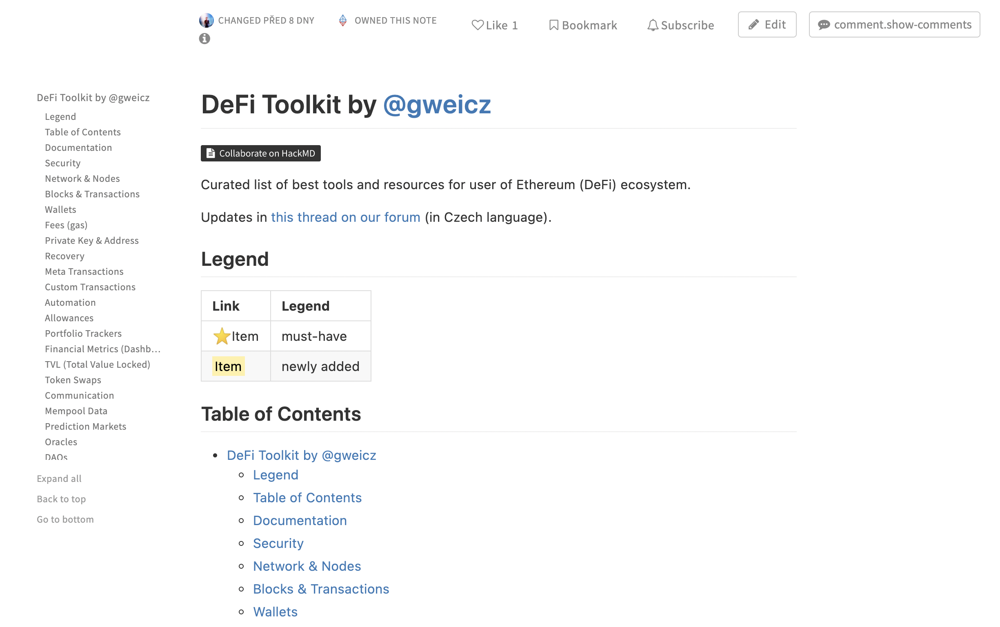 CHANGED PŘED 8 DNY
OWNED THIS NOTE
Like 1
Bookmark
Subscribe
Edit
comment.show-comments
DeFi Toolkit by @gweicz
Legend
Table of Contents
Documentation
Security
Network & Nodes
Blocks & Transactions
Wallets
Fees (gas)
Private Key & Address
Recovery
Meta Transactions
Custom Transactions
Automation
Allowances
Portfolio Trackers
Financial Metrics (Dashb…
TVL (Total Value Locked)
Token Swaps
Communication
Mempool Data
Prediction Markets
Oracles
DAOs
Expand all
Back to top
Go to bottom
DeFi Toolkit by @gweicz
Collaborate on HackMD
Curated list of best tools and resources for user of Ethereum (DeFi) ecosystem.
Updates in this thread on our forum (in Czech language).
Legend
Link Legend
⭐Item must-have
Item newly added
Table of Contents
DeFi Toolkit by @gweicz
Legend
Table of Contents
Documentation
Security
Network & Nodes
Blocks & Transactions
Wallets